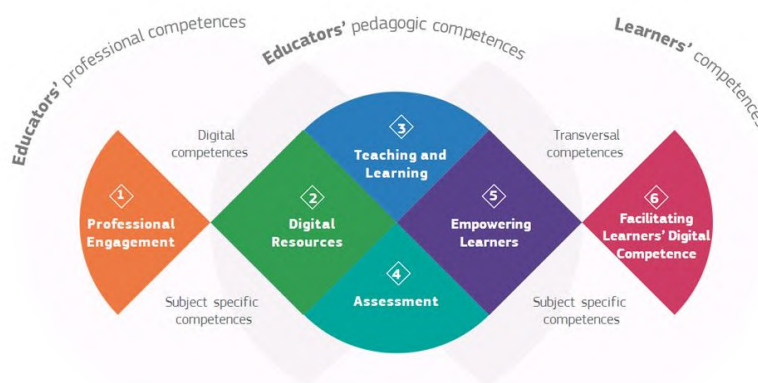 Educators' professional competences
Educators' pedagogic competences
Learners' competences
Digital
competences
Transversal
competences
1
Professional
Engagement
2
Digital
Resources
3
Teaching and
Learning
4
Assessment
5
Empowering
Learners
6
Facilitating
Learners' Digital
Competence
Subject specific
competences
Subject specific
competences